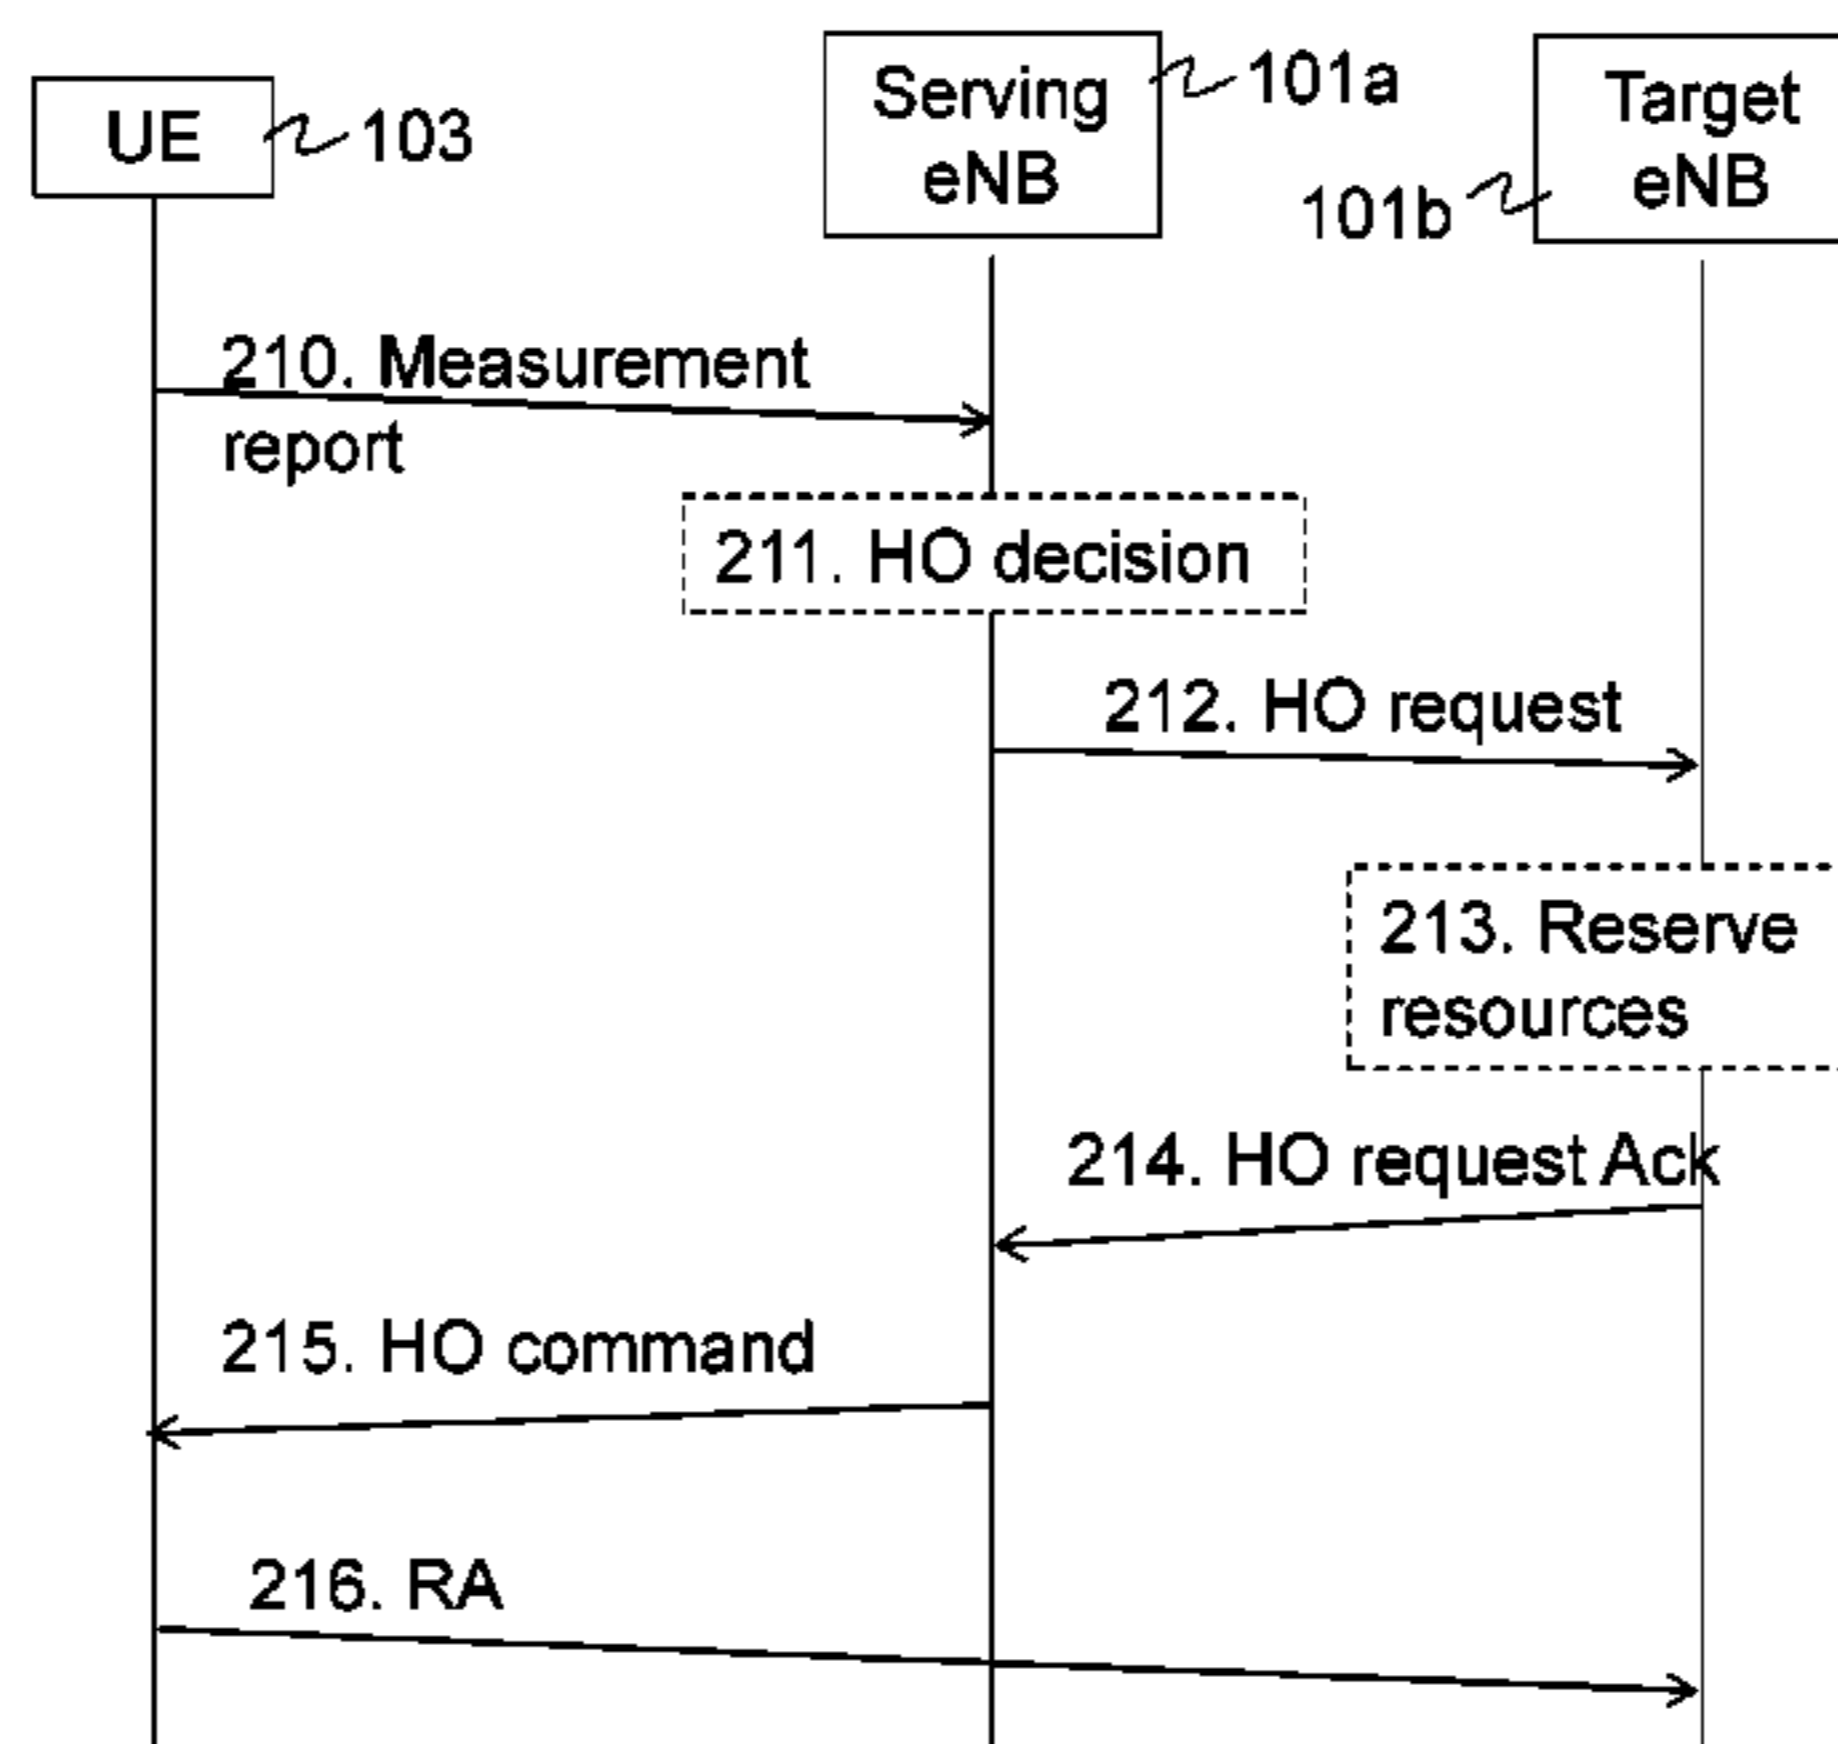 UE
103
Serving
eNB
101a
Target
eNB
101b
210. Measurement
report
211. HO decision
212. HO request
213. Reserve
resources
214. HO request Ack
215. HO command
216. RA